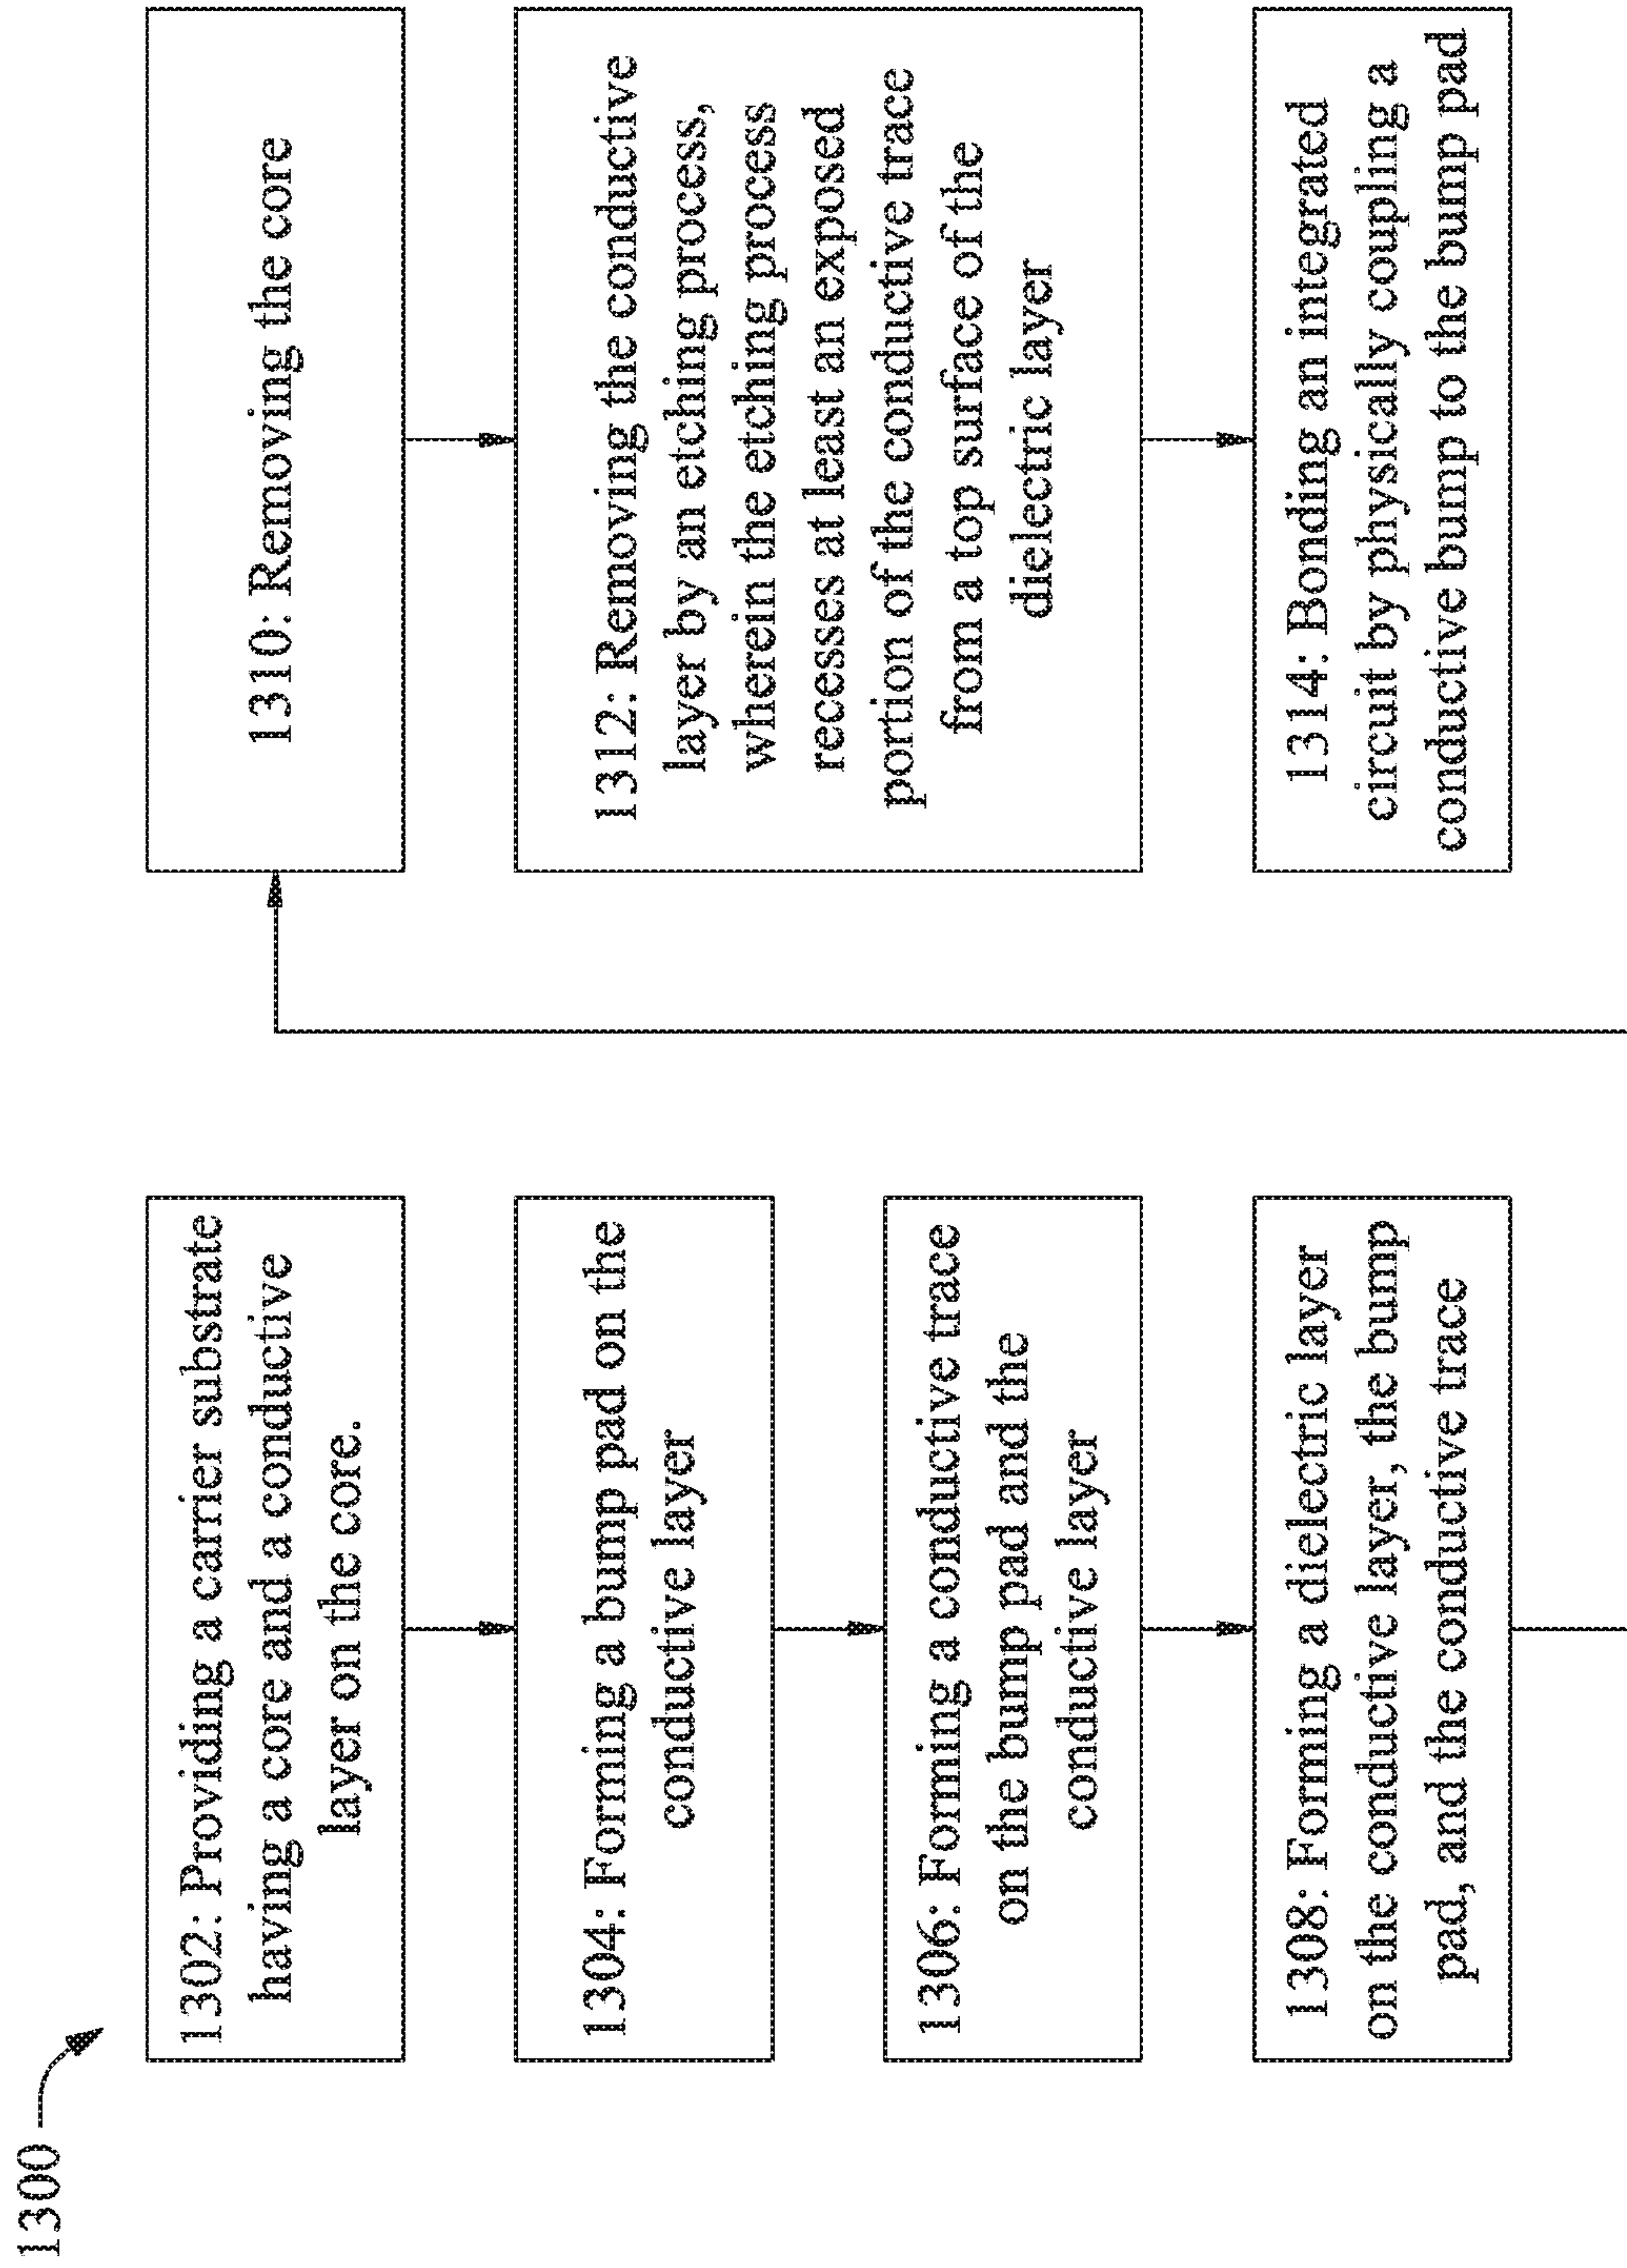 1300
1302: Providing a carrier substrate
having a core and a conductive
layer on the core.
1304: Forming a bump pad on the
conductive layer
1306: Forming a conductive trace
on the bump pad and the
conductive layer
1308: Forming a dielectric layer
on the conductive layer, the bump
pad, and the conductive trace
1310: Removing the core
1312: Removing the conductive
layer by an etching process,
wherein the etching process
recesses at least an exposed
portion of the conductive trace
from a top surface of the
dielectric layer
1314: Bonding an integrated
circuit by physically coupling a
conductive bump to the bump pad